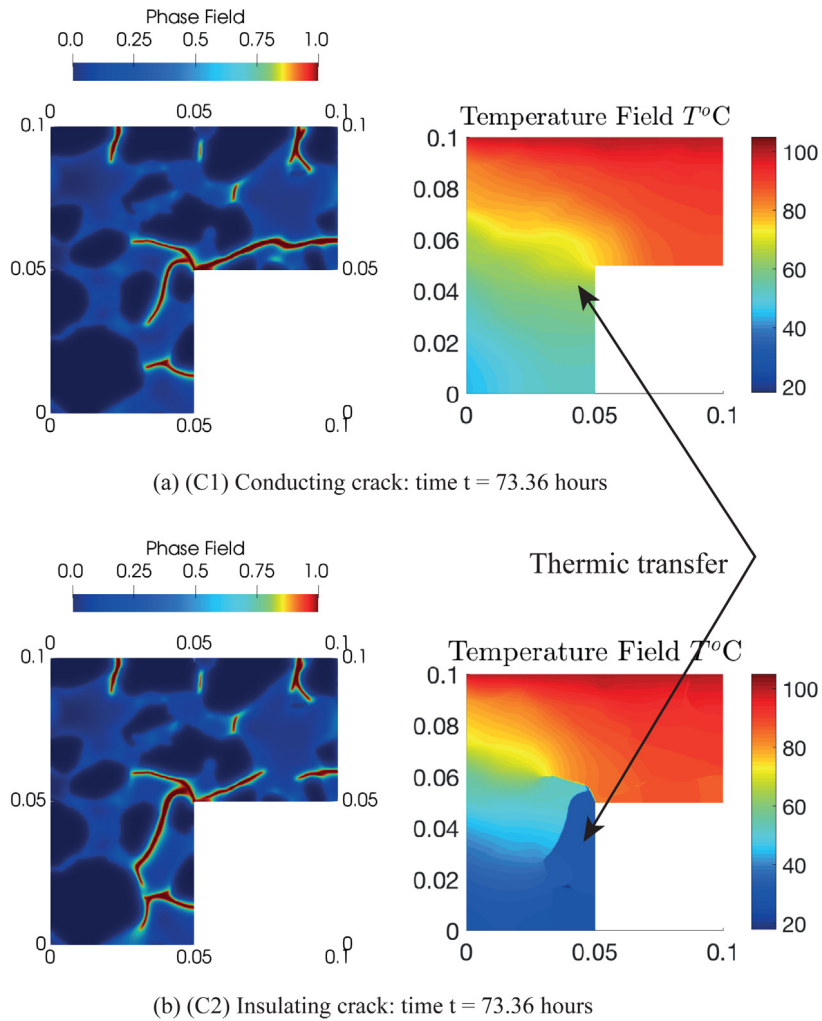 Phase Field
0.0 0.25 0.5 0.75 1.0
0 0.05 0.1
0.1 0.1
0.05 0.05
0 0
0.05 0.1
Temperature Field T°C
0.1
0.08
0.06
0.04
0.02
0
0 0.05 0.1
100
80
60
40
20
(a) (C1) Conducting crack: time t = 73.36 hours
Thermic transfer
Phase Field
0.0 0.25 0.5 0.75 1.0
0 0.05 0.1
0.1 0.1
0.05 0.05
0 0
0.05 0.1
Temperature Field T°C
0.1
0.08
0.06
0.04
0.02
0
0 0.05 0.1
100
80
60
40
20
(b) (C2) Insulating crack: time t = 73.36 hours